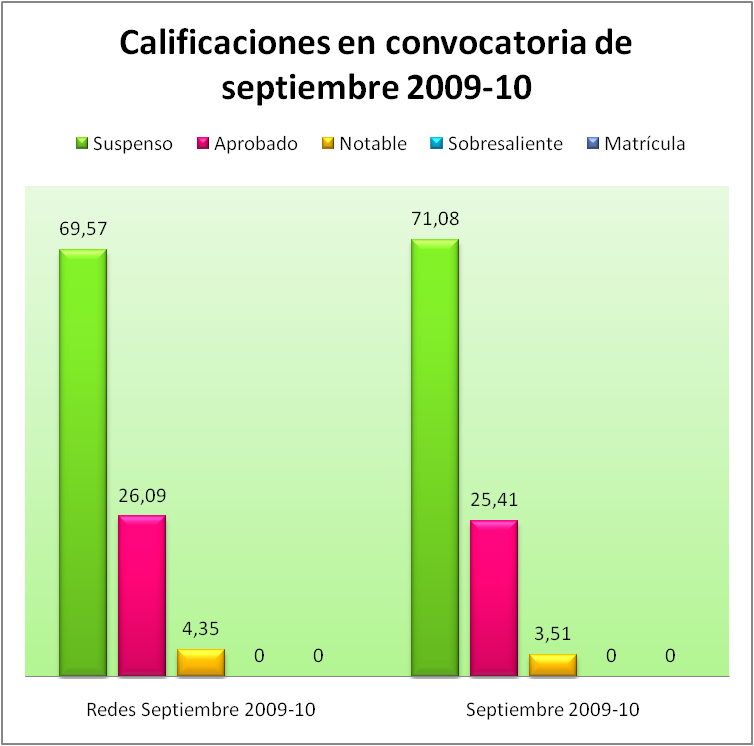 Calificaciones en convocatoria de
septiembre 2009-10
Suspenso Aprobado Notable Sobresaliente Matrícula
69,57 26,09 4,35 0 0
71,08 25,41 3,51 0 0
Redes Septiembre 2009-10 Septiembre 2009-10